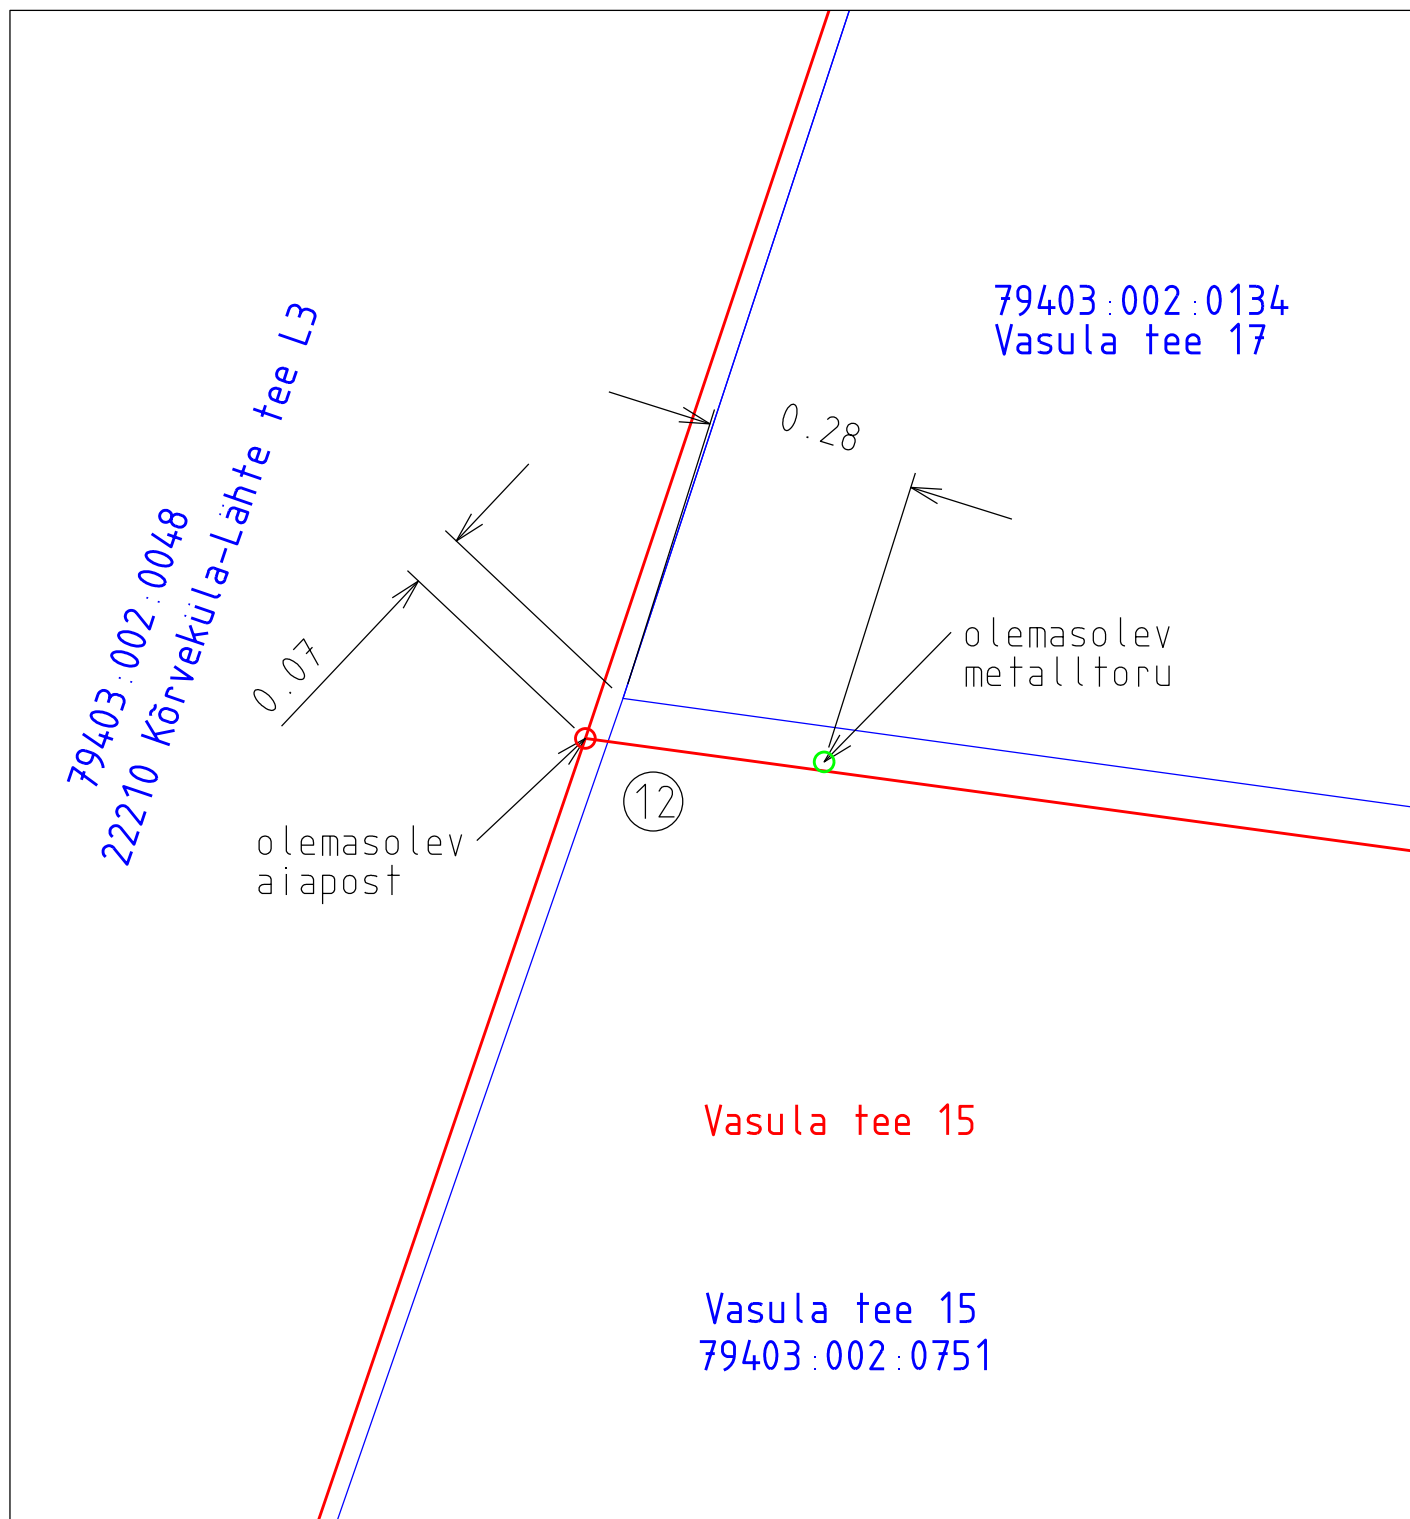 79403:002:0134
Vasula tee 17
79403:002:0048
22210 Kõrveküla-Lähte tee L3
0.28
0.07
olemasolev
metalltoru
12
olemasolev
aiapost
Vasula tee 15
Vasula tee 15
79403:002:0751